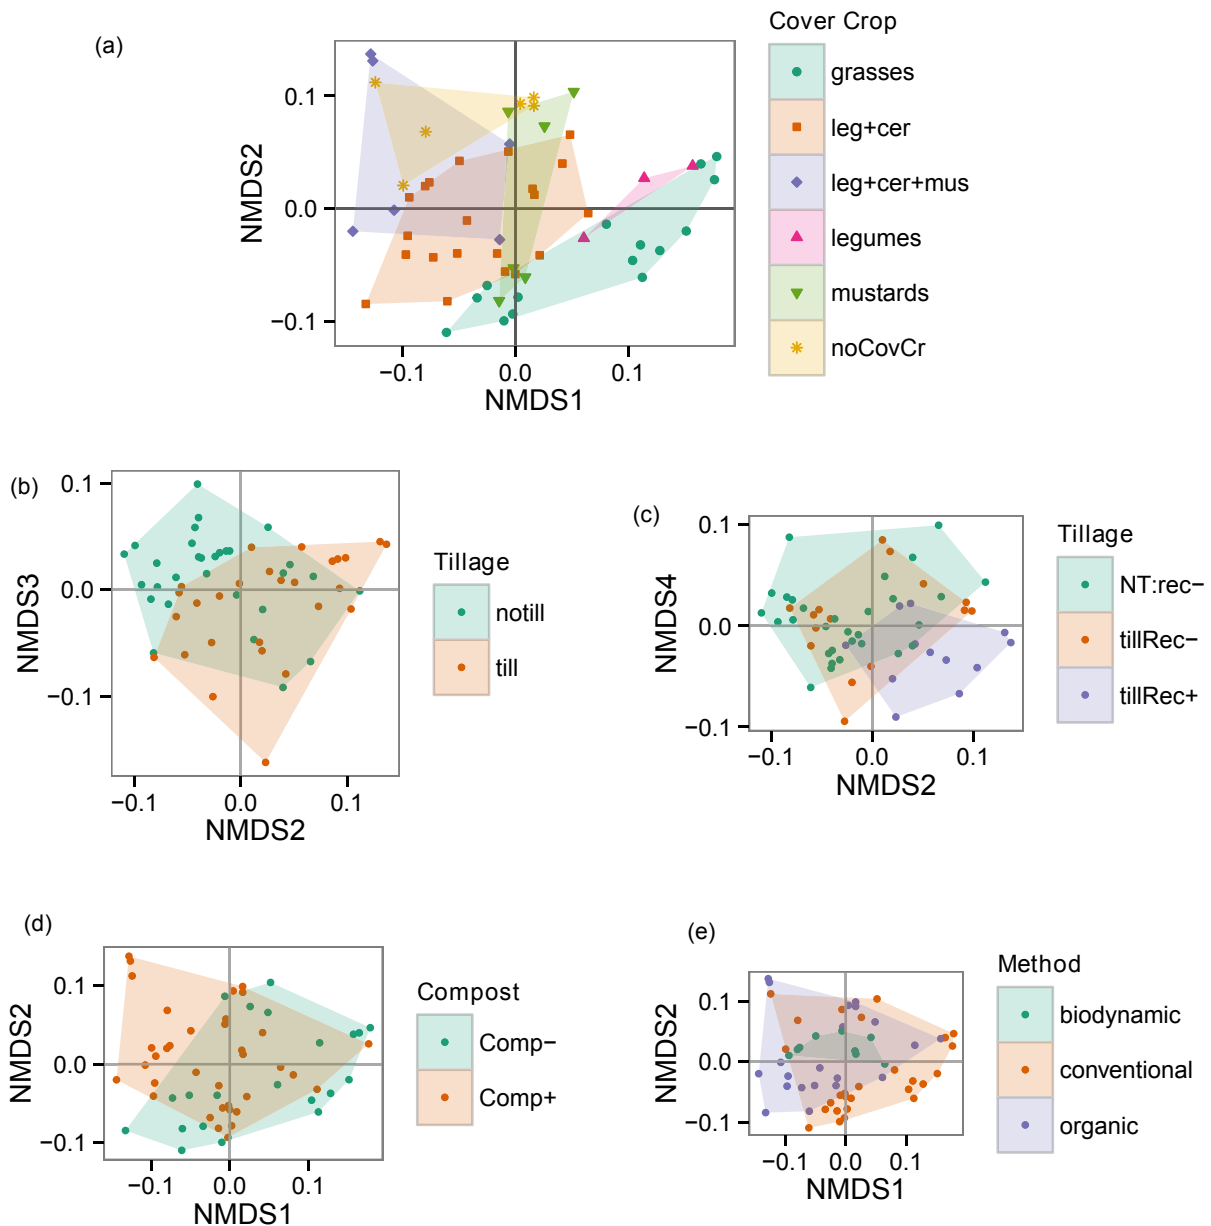 (a)
Cover Crop
grasses
leg+cer
leg+cer+mus
legumes
mustards
noCovCr
NMDS2
0.1
0.0
−0.1
−0.1 0.0 0.1
NMDS1
(b)
NMDS3
0.1
0.0
−0.1
−0.1 0.0 0.1
NMDS2
Tillage
notill
till
(c)
NMDS4
0.1
0.0
−0.1
−0.1 0.0 0.1
NMDS2
Tillage
NT:rec−
tillRec−
tillRec+
(d)
NMDS2
0.1
0.0
−0.1
−0.1 0.0 0.1
NMDS1
Compost
Comp−
Comp+
(e)
NMDS2
0.1
0.0
−0.1
−0.1 0.0 0.1
NMDS1
Method
biodynamic
conventional
organic